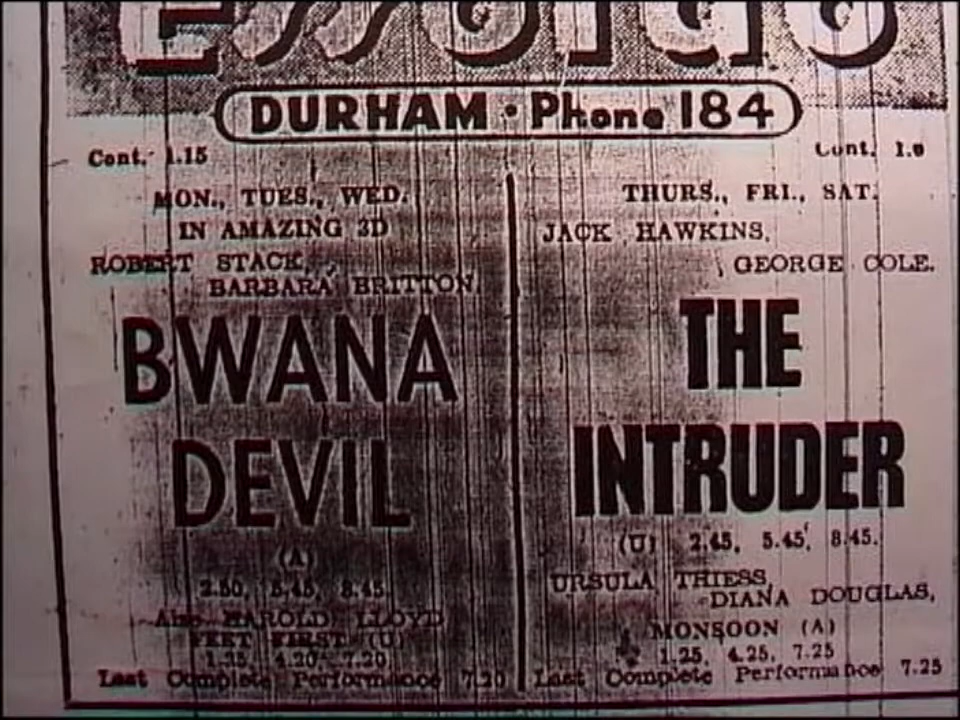 DURHAM · Phone 184
Cont. 1.15
MON., TUES., WED.
IN AMAZING 3D
ROBERT STACK,
BARBARA BRITTON.
BWANA
DEVIL
(A)
2.50, 5.45, 8.45.
Also HAROLD LLOYD
FEET FIRST (U)
1.25, 4.20, 7.20.
Last Complete Performance 7.20
Cont. 1.0
THURS., FRI., SAT.
JACK HAWKINS,
GEORGE COLE.
THE
INTRUDER
(U) 2.45, 5.45, 8.45.
URSULA THIESS,
DIANA DOUGLAS,
MONSOON (A)
1.25, 4.25, 7.25
Last Complete Performance 7.25